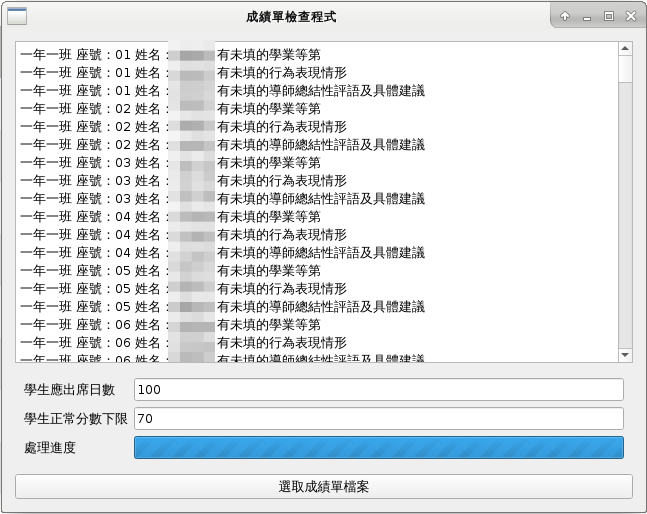 成績單檢查程式
一年一班 座號：01 姓名： 有未填的學業等第
一年一班 座號：01 姓名： 有未填的行為表現情形
一年一班 座號：01 姓名： 有未填的導師總結性評語及具體建議
一年一班 座號：02 姓名： 有未填的學業等第
一年一班 座號：02 姓名： 有未填的行為表現情形
一年一班 座號：02 姓名： 有未填的導師總結性評語及具體建議
一年一班 座號：03 姓名： 有未填的學業等第
一年一班 座號：03 姓名： 有未填的行為表現情形
一年一班 座號：03 姓名： 有未填的導師總結性評語及具體建議
一年一班 座號：04 姓名： 有未填的學業等第
一年一班 座號：04 姓名： 有未填的行為表現情形
一年一班 座號：04 姓名： 有未填的導師總結性評語及具體建議
一年一班 座號：05 姓名： 有未填的學業等第
一年一班 座號：05 姓名： 有未填的行為表現情形
一年一班 座號：05 姓名： 有未填的導師總結性評語及具體建議
一年一班 座號：06 姓名： 有未填的學業等第
一年一班 座號：06 姓名： 有未填的行為表現情形
一年一班 座號：06 姓名： 有未填的導師總結性評語及具體建議
學生應出席日數 100
學生正常分數下限 70
處理進度
選取成績單檔案